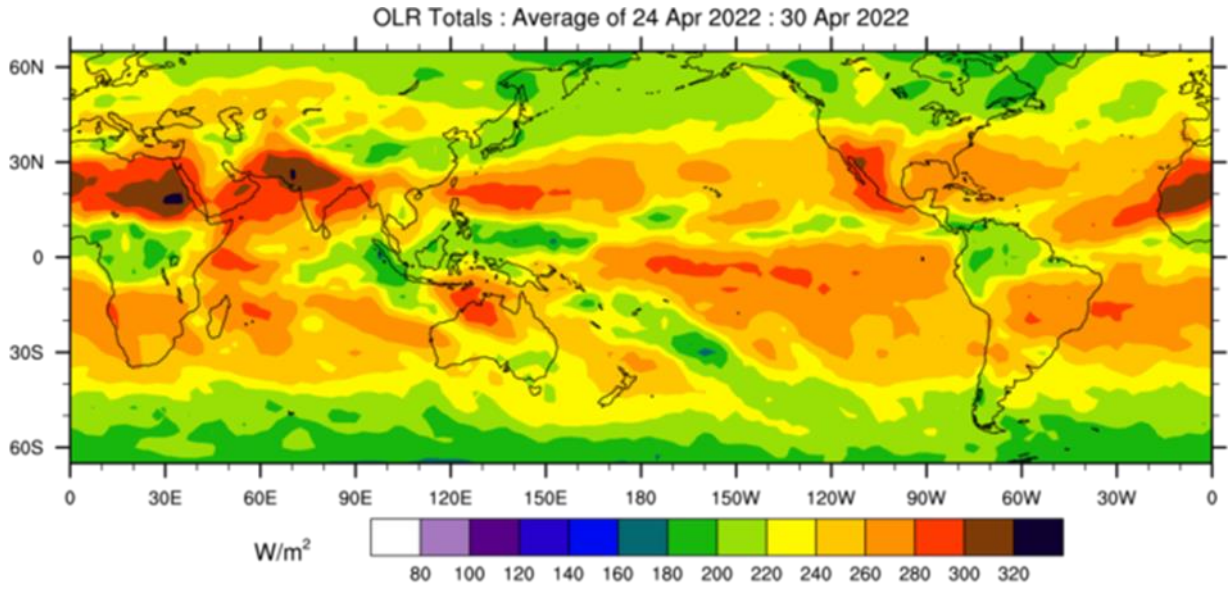 OLR Totals : Average of 24 Apr 2022 : 30 Apr 2022
60N
30N
0
30S
60S
0 30E 60E 90E 120E 150E 180 150W 120W 90W 60W 30W 0
W/m²
80 100 120 140 160 180 200 220 240 260 280 300 320